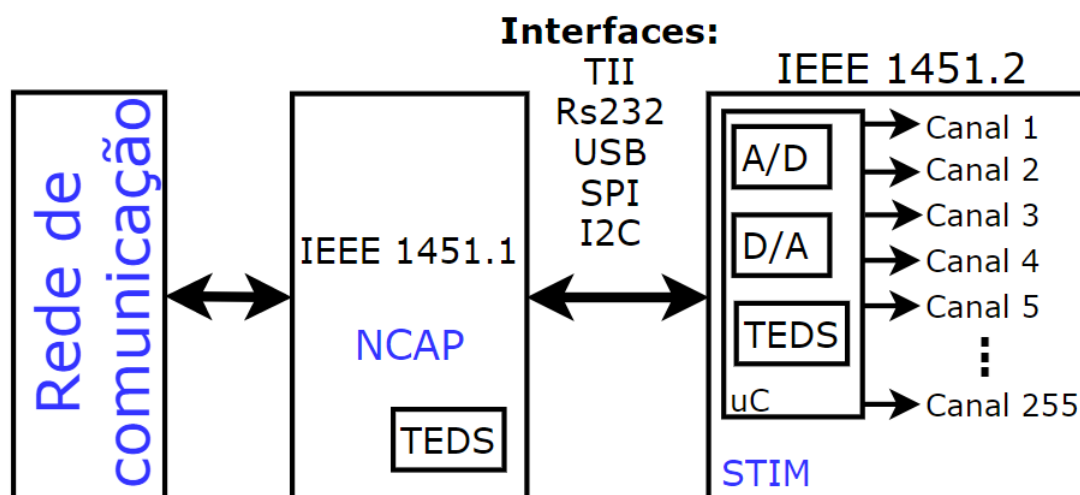 Rede de
comunicação
IEEE 1451.1
NCAP
TEDS
Interfaces:
TII
Rs232
USB
SPI
I2C
IEEE 1451.2
A/D
D/A
TEDS
uC
STIM
Canal 1
Canal 2
Canal 3
Canal 4
Canal 5
Canal 255